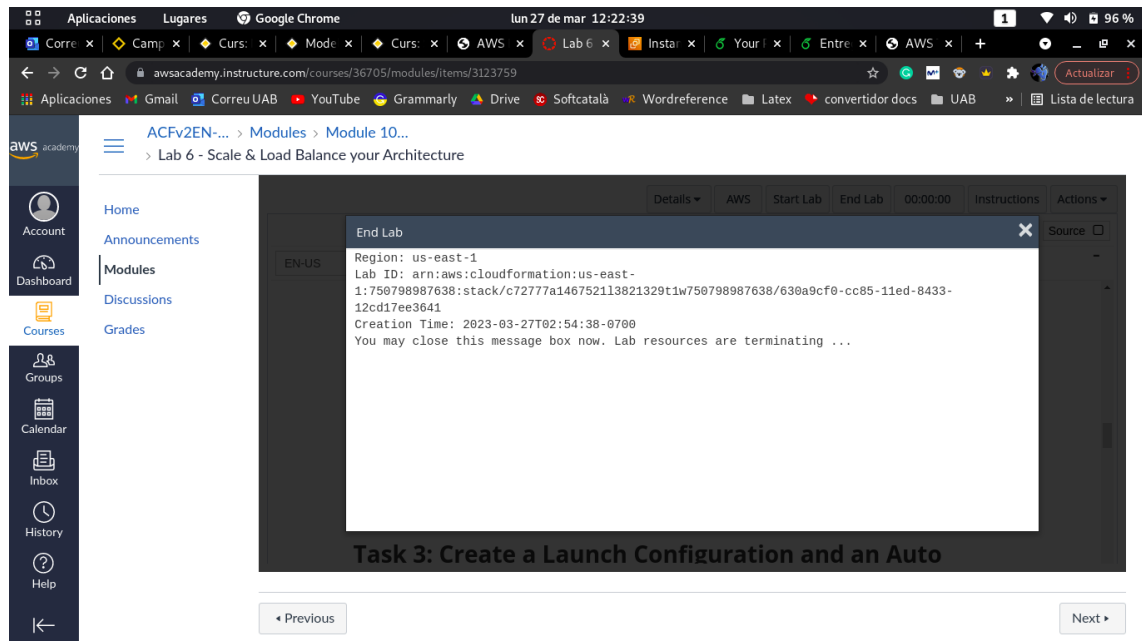 Aplicaciones Lugares Google Chrome lun 27 de mar 12:22:39 1 96 %
Corre Camp Curs: Mode Curs: AWS Lab 6 Instan Your Entre AWS
awsacademy.instructure.com/courses/36705/modules/items/3123759 Actualizar
Aplicaciones Gmail Correu UAB YouTube Grammarly Drive Softcatalà Wordreference Latex convertidor docs UAB » Lista de lectura
aws academy
ACFv2EN-... > Modules > Module 10...
> Lab 6 - Scale & Load Balance your Architecture
Account
Dashboard
Courses
Groups
Calendar
Inbox
History
Help
Home
Announcements
Modules
Discussions
Grades
Details AWS Start Lab End Lab 00:00:00 Instructions Actions
Source
EN-US
End Lab
Region: us-east-1
Lab ID: arn:aws:cloudformation:us-east-
1:750798987638:stack/c72777a1467521l3821329t1w750798987638/630a9cf0-cc85-11ed-8433-
12cd17ee3641
Creation Time: 2023-03-27T02:54:38-0700
You may close this message box now. Lab resources are terminating ...
Task 3: Create a Launch Configuration and an Auto
Previous
Next